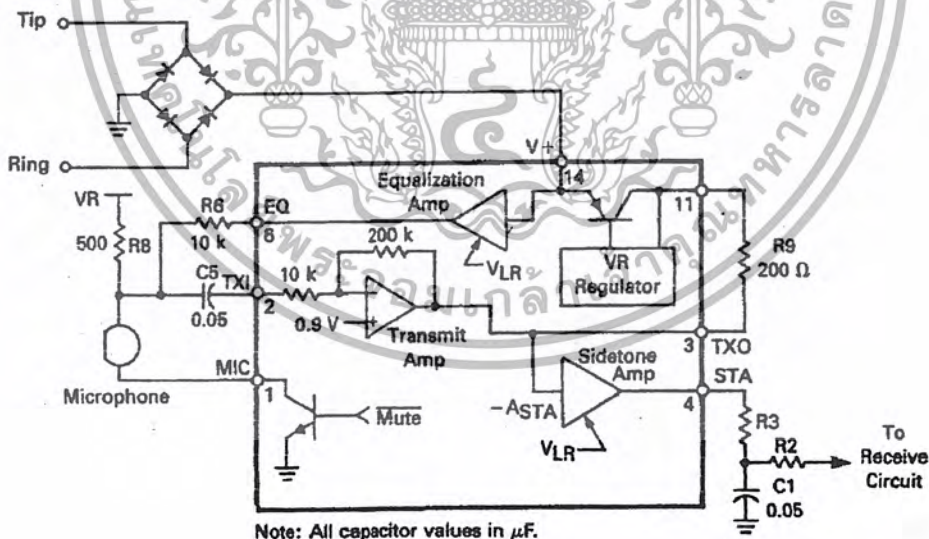 Tip
V+
14
Ring
Equalization
Amp
11
VR
R6
EQ
6
10 k
500
R8
200 k
VLR
VR
Regulator
R9
200 Ω
C5
TXI
0.05
2
10 k
0.9 V
Transmit
Amp
3
TXO
Microphone
MIC
1
Mute
Sidetone
Amp
STA
4
-ASTA
VLR
R3
R2
To
Receive
Circuit
C1
0.05
Note: All capacitor values in μF.